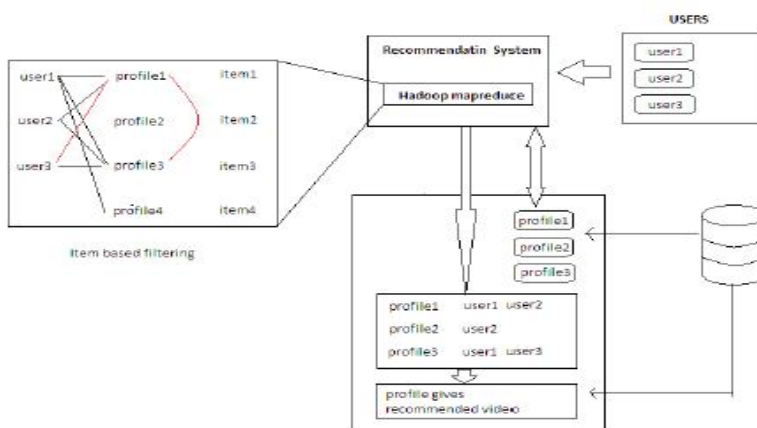 USERS
user1
user2
user3
Recommendatin System
Hadoop mapreduce
user1 profile1 item1
user2 profile2 item2
user3 profile3 item3
profile4 item4
Item based filtering
profile1
profile2
profile3
profile1 user1 user2
profile2 user2
profile3 user1 user3
profile gives
recommended video